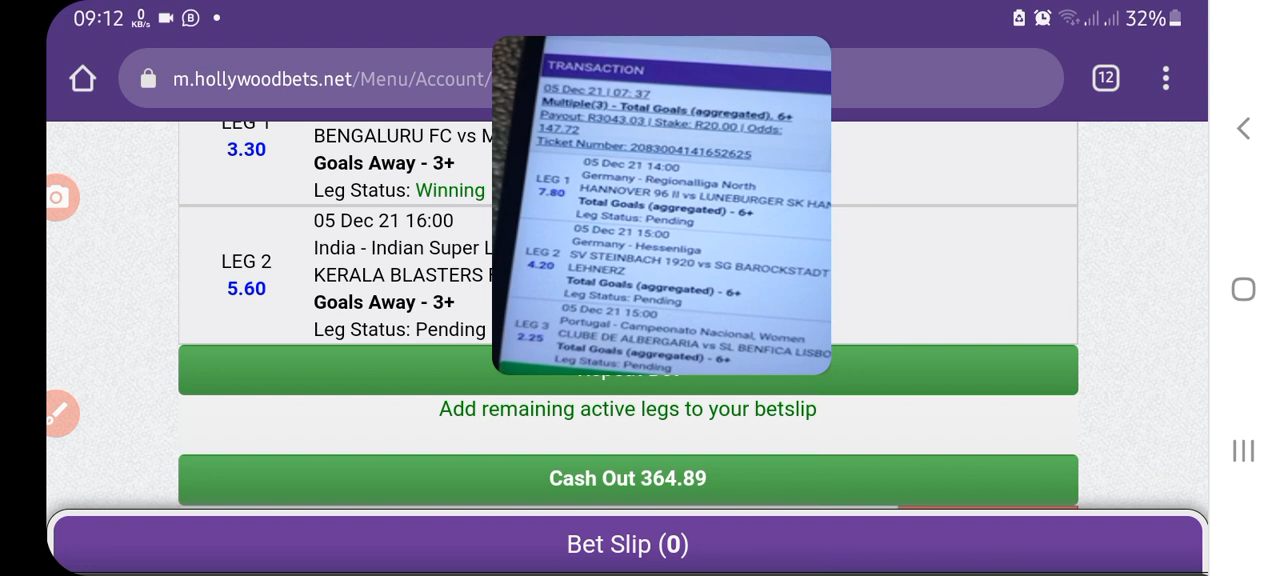 09:12 0 KB/s B 32%
m.hollywoodbets.net/Menu/Account/
12
LEG 1
3.30
BENGALURU FC vs M
Goals Away - 3+
Leg Status: Winning
LEG 2
5.60
05 Dec 21 16:00
India - Indian Super L
KERALA BLASTERS F
Goals Away - 3+
Leg Status: Pending
Add remaining active legs to your betslip
Cash Out 364.89
Bet Slip (0)
TRANSACTION
05 Dec 21 | 07: 37
Multiple(3) - Total Goals (aggregated), 6+
Payout: R3043.03 | Stake: R20.00 | Odds:
147.72
Ticket Number: 2083004141652625
LEG 1
7.80
05 Dec 21 14:00
Germany - Regionalliga North
HANNOVER 96 II vs LUNEBURGER SK HAN
Total Goals (aggregated) - 6+
Leg Status: Pending
LEG 2
4.20
05 Dec 21 15:00
Germany - Hessenliga
SV STEINBACH 1920 vs SG BAROCKSTADT
LEHNERZ
Total Goals (aggregated) - 6+
Leg Status: Pending
LEG 3
2.25
05 Dec 21 15:00
Portugal - Campeonato Nacional, Women
CLUBE DE ALBERGARIA vs SL BENFICA LISBO
Total Goals (aggregated) - 6+
Leg Status: Pending